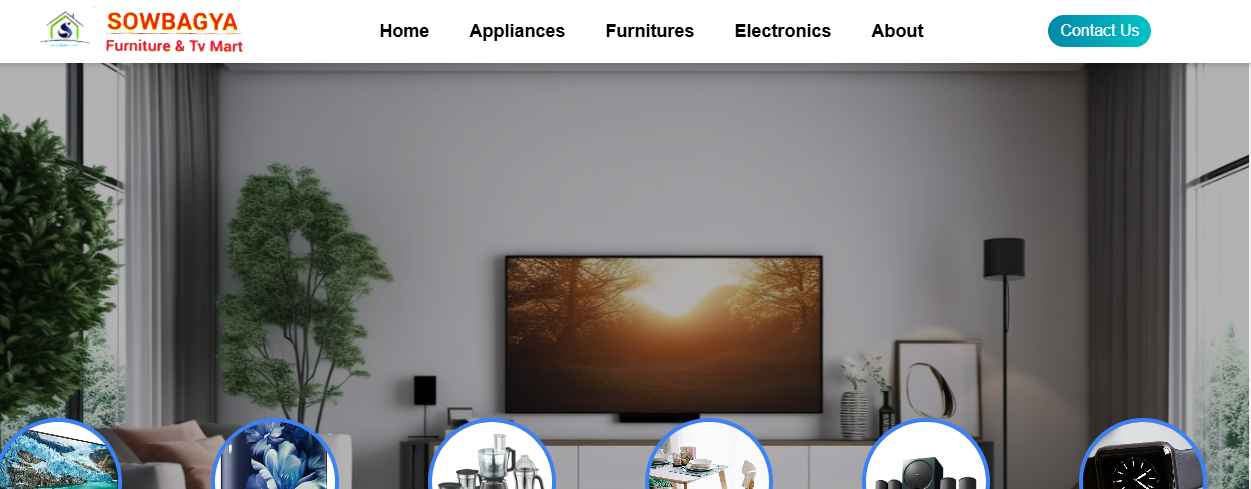 SOWBAGYA
Furniture & Tv Mart
Home
Appliances
Furnitures
Electronics
About
Contact Us